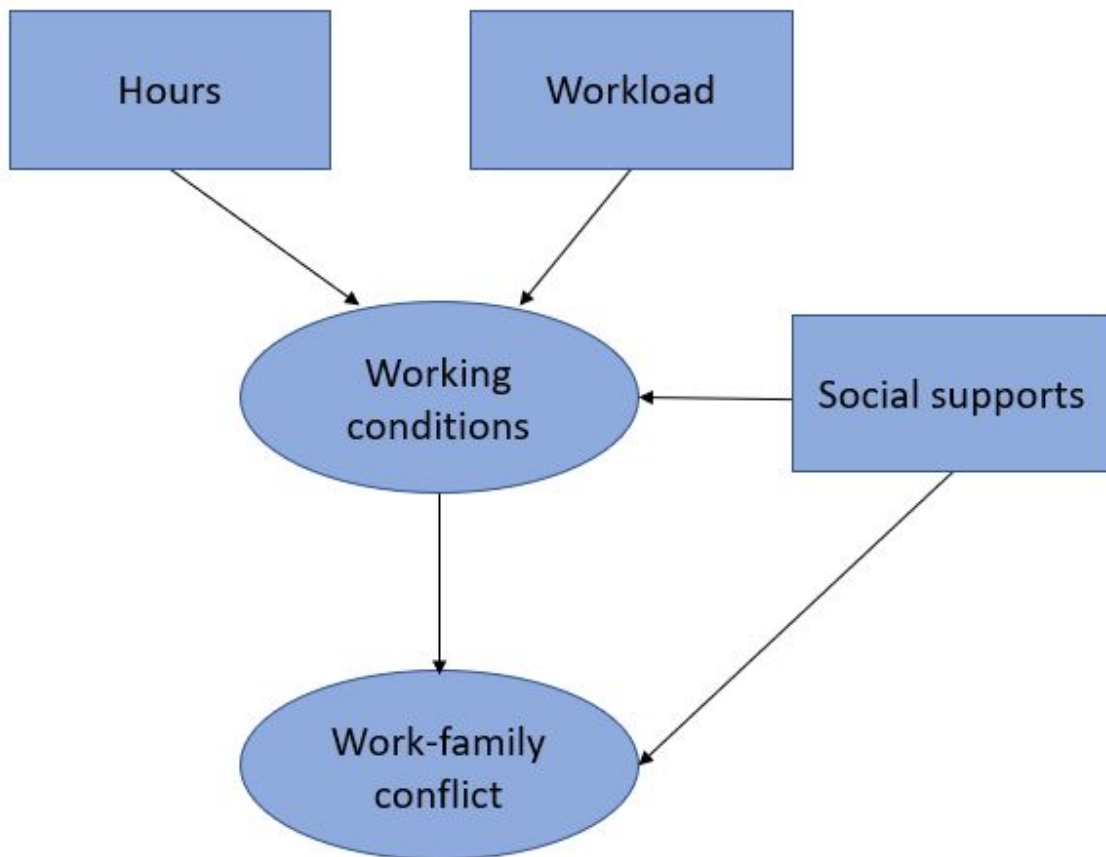 Hours
Workload
Working
conditions
Social supports
Work-family
conflict